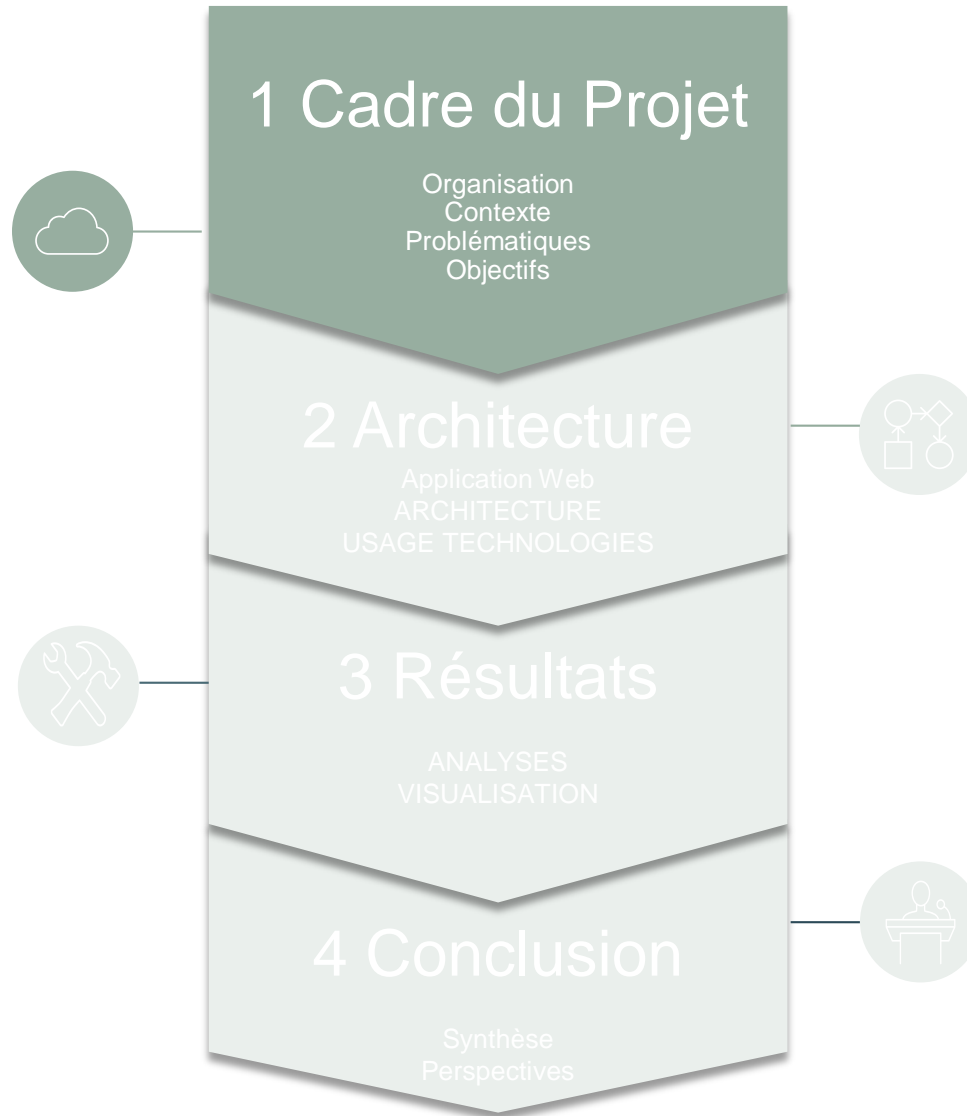 1 Cadre du Projet
Organisation
Contexte
Problématiques
Objectifs
2 Architecture
Application Web
ARCHITECTURE
USAGE TECHNOLOGIES
3 Résultats
ANALYSES
VISUALISATION
4 Conclusion
Synthèse
Perspectives